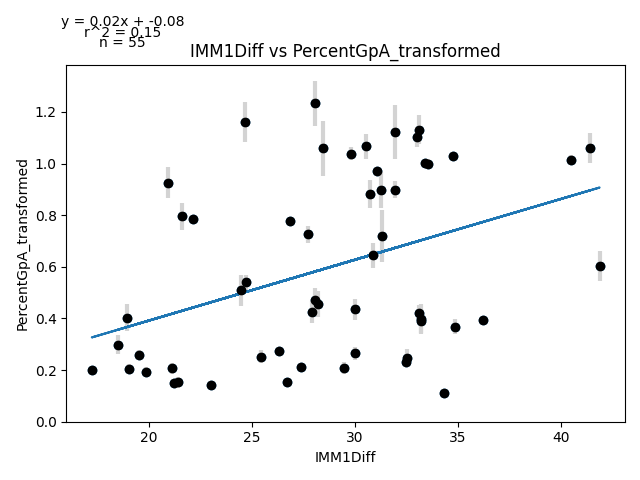 y = 0.02x + -0.08
r^2 = 0.15
n = 55
IMM1Diff vs PercentGpA_transformed
PercentGpA_transformed
1.2
1.0
0.8
0.6
0.4
0.2
0.0
20
25
30
35
40
IMM1Diff